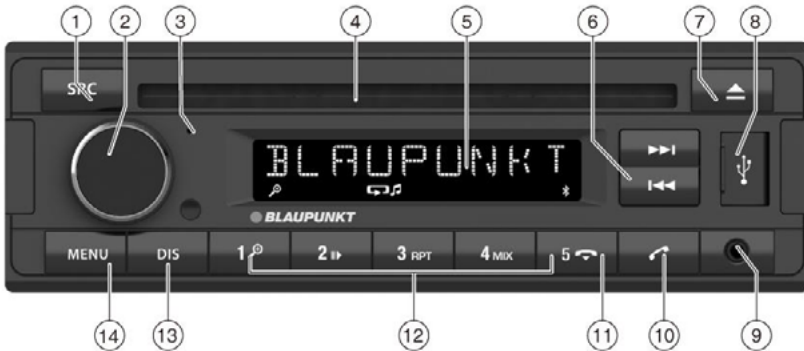 1 2 3 4 5 6 7 8
SRC
BLAUPUNKT
BLAUPUNKT
MENU DIS 1 2 3 RPT 4 MIX 5
14 13 12 11 10 9